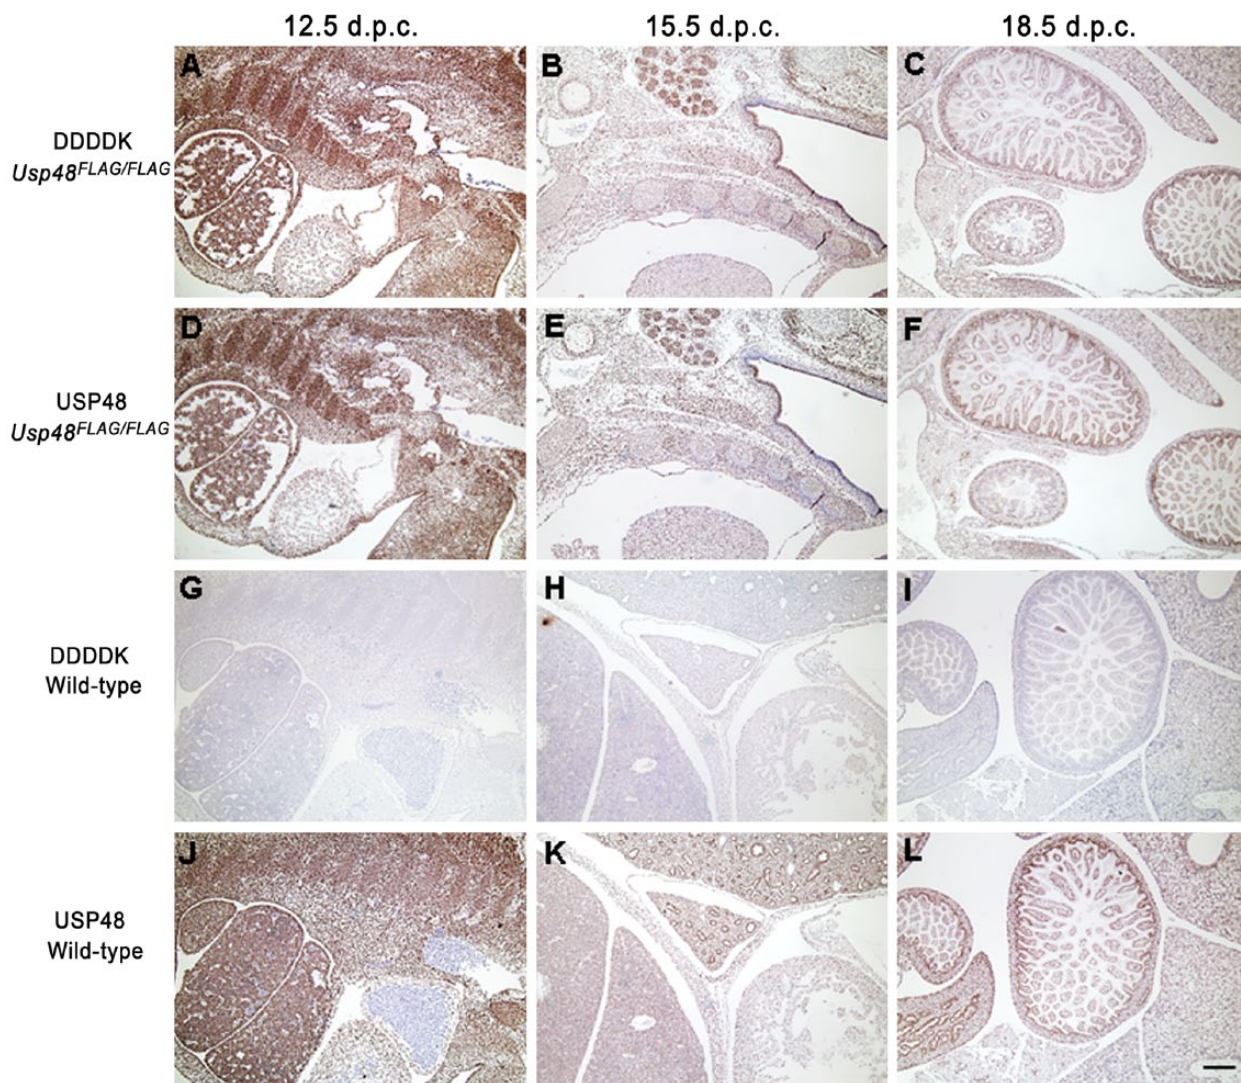 12.5 d.p.c. 15.5 d.p.c. 18.5 d.p.c.
A B C
DDDDK
Usp48FLAG/FLAG
D E F
USP48
Usp48FLAG/FLAG
G H I
DDDDK
Wild-type
J K L
USP48
Wild-type